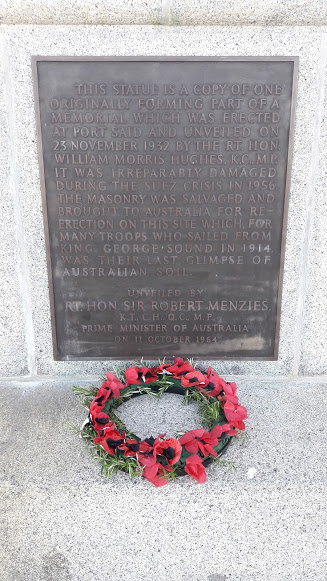 THIS STATUE IS A COPY OF ONE
ORIGINALLY FORMING PART OF A
MEMORIAL WHICH WAS ERECTED
AT PORT SAID AND UNVEILED ON
23 NOVEMBER 1932 BY THE RT. HON.
WILLIAM MORRIS HUGHES, K.C. M.P.
IT WAS IRREPARABLY DAMAGED
DURING THE SUEZ CRISIS IN 1956.
THE MASONRY WAS SALVAGED AND
BROUGHT TO AUSTRALIA FOR RE-
ERECTION ON THIS SITE WHICH, FOR
MANY TROOPS WHO SAILED FROM
KING GEORGE SOUND IN 1914
WAS THEIR LAST GLIMPSE OF
AUSTRALIAN SOIL.
UNVEILED BY
RT. HON SIR ROBERT MENZIES
K.T. C.H. Q.C., M.P.
PRIME MINISTER OF AUSTRALIA
ON 11 OCTOBER 1964